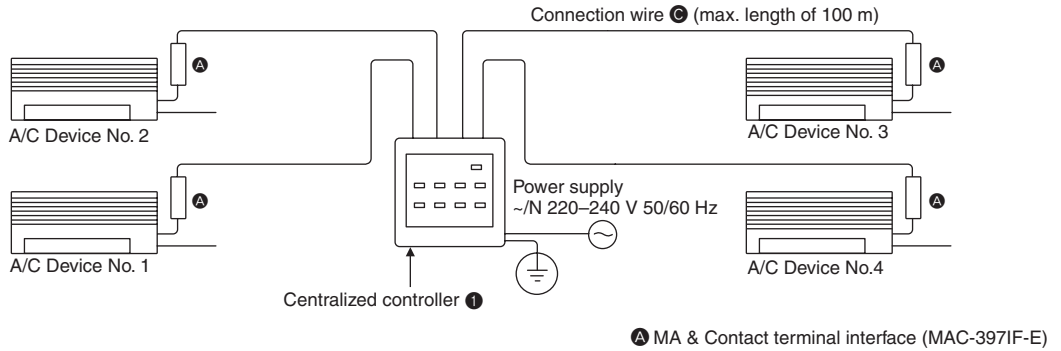 Connection wire C (max. length of 100 m)
A
A
A/C Device No. 2
A/C Device No. 3
Power supply
~/N 220–240 V 50/60 Hz
A
A
A/C Device No. 1
A/C Device No.4
Centralized controller 1
A MA & Contact terminal interface (MAC-397IF-E)